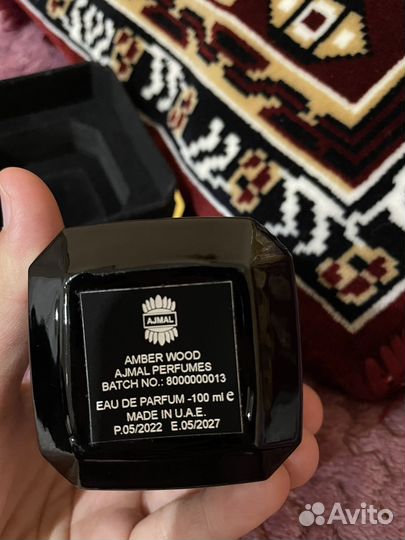 AJMAL
AMBER WOOD
AJMAL PERFUMES
BATCH NO.: 8000000013
EAU DE PARFUM -100 ml e
MADE IN U.A.E.
P.05/2022 E.05/2027
Avito